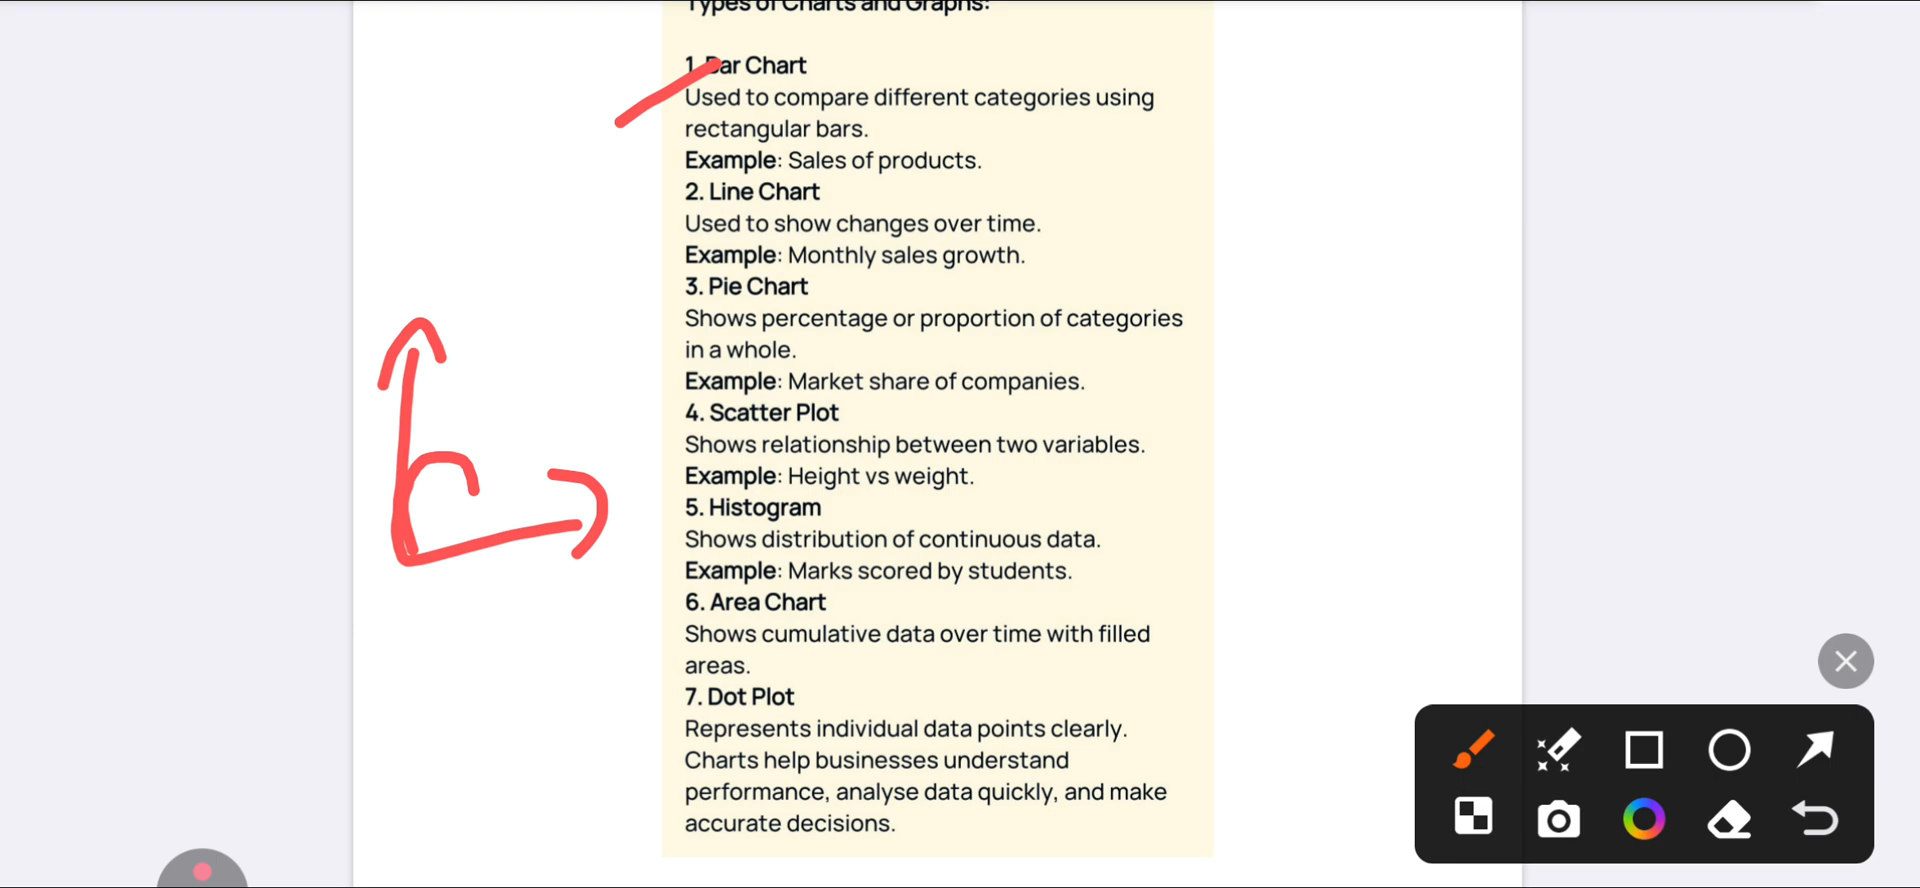 Types of Charts and Graphs:
1. Bar Chart
Used to compare different categories using
rectangular bars.
Example: Sales of products.
2. Line Chart
Used to show changes over time.
Example: Monthly sales growth.
3. Pie Chart
Shows percentage or proportion of categories
in a whole.
Example: Market share of companies.
4. Scatter Plot
Shows relationship between two variables.
Example: Height vs weight.
5. Histogram
Shows distribution of continuous data.
Example: Marks scored by students.
6. Area Chart
Shows cumulative data over time with filled
areas.
7. Dot Plot
Represents individual data points clearly.
Charts help businesses understand
performance, analyse data quickly, and make
accurate decisions.